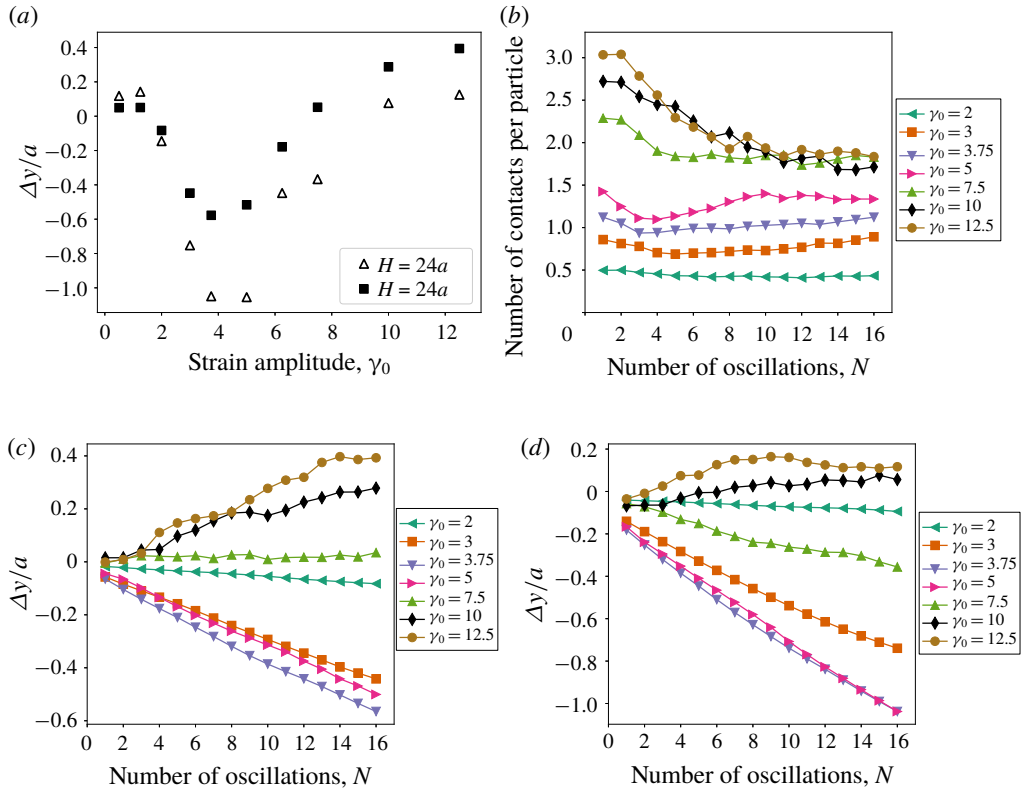 (a)
0.4
0.2
0
−0.2
−0.4
−0.6
−0.8
−1.0
Δy/a
0 2 4 6 8 10 12
Strain amplitude, γ0
H = 24a
H = 24a
(b)
3.0
2.5
2.0
1.5
1.0
0.5
0
Number of contacts per particle
2 4 6 8 10 12 14 16
Number of oscillations, N
γ0 = 2
γ0 = 3
γ0 = 3.75
γ0 = 5
γ0 = 7.5
γ0 = 10
γ0 = 12.5
(c)
0.4
0.2
0
−0.2
−0.4
−0.6
Δy/a
0 2 4 6 8 10 12 14 16
Number of oscillations, N
γ0 = 2
γ0 = 3
γ0 = 3.75
γ0 = 5
γ0 = 7.5
γ0 = 10
γ0 = 12.5
(d)
0.2
0
−0.2
−0.4
−0.6
−0.8
−1.0
Δy/a
0 2 4 6 8 10 12 14 16
Number of oscillations, N
γ0 = 2
γ0 = 3
γ0 = 3.75
γ0 = 5
γ0 = 7.5
γ0 = 10
γ0 = 12.5